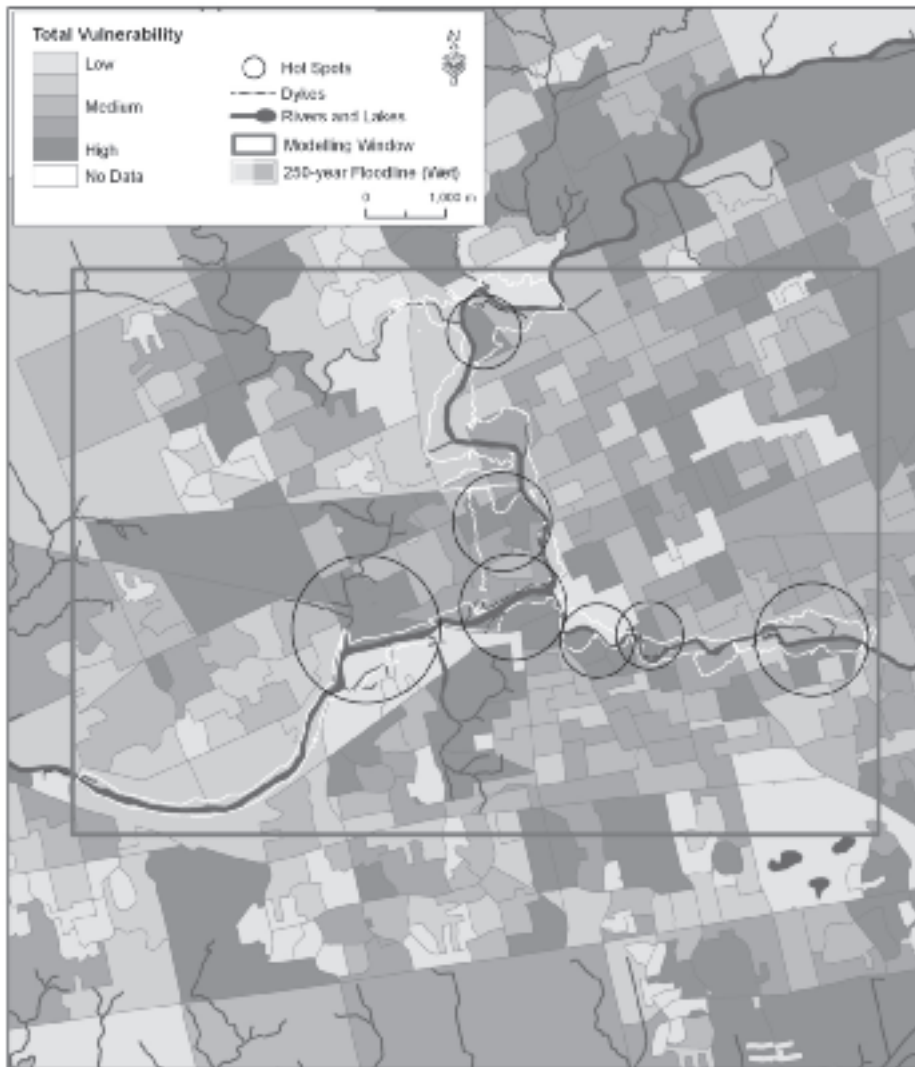 Total Vulnerability
Low
Medium
High
No Data
N
Hot Spots
Dykes
Rivers and Lakes
Modelling Window
250-year Floodline (Wet)
0 1,000 m